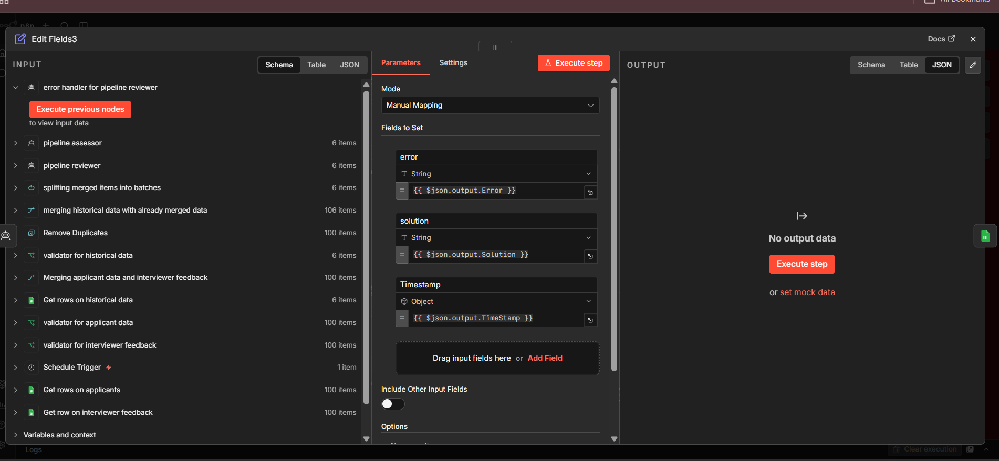 All bookmarks
n8n
Edit Fields3
Docs
INPUT
Schema
Table
JSON
error handler for pipeline reviewer
Execute previous nodes
to view input data
pipeline assessor
6 items
pipeline reviewer
6 items
splitting merged items into batches
6 items
merging historical data with already merged data
106 items
Remove Duplicates
100 items
validator for historical data
6 items
Merging applicant data and interviewer feedback
100 items
Get rows on historical data
6 items
validator for applicant data
100 items
validator for interviewer feedback
100 items
Schedule Trigger
1 item
Get rows on applicants
100 items
Get row on interviewer feedback
100 items
Variables and context
Parameters
Settings
Execute step
Mode
Manual Mapping
Fields to Set
error
String
= {{ $json.output.Error }}
solution
String
= {{ $json.output.Solution }}
Timestamp
Object
= {{ $json.output.TimeStamp }}
Drag input fields here or Add Field
Include Other Input Fields
Options
No properties
OUTPUT
Schema
Table
JSON
No output data
Execute step
or set mock data
Logs
Clear execution